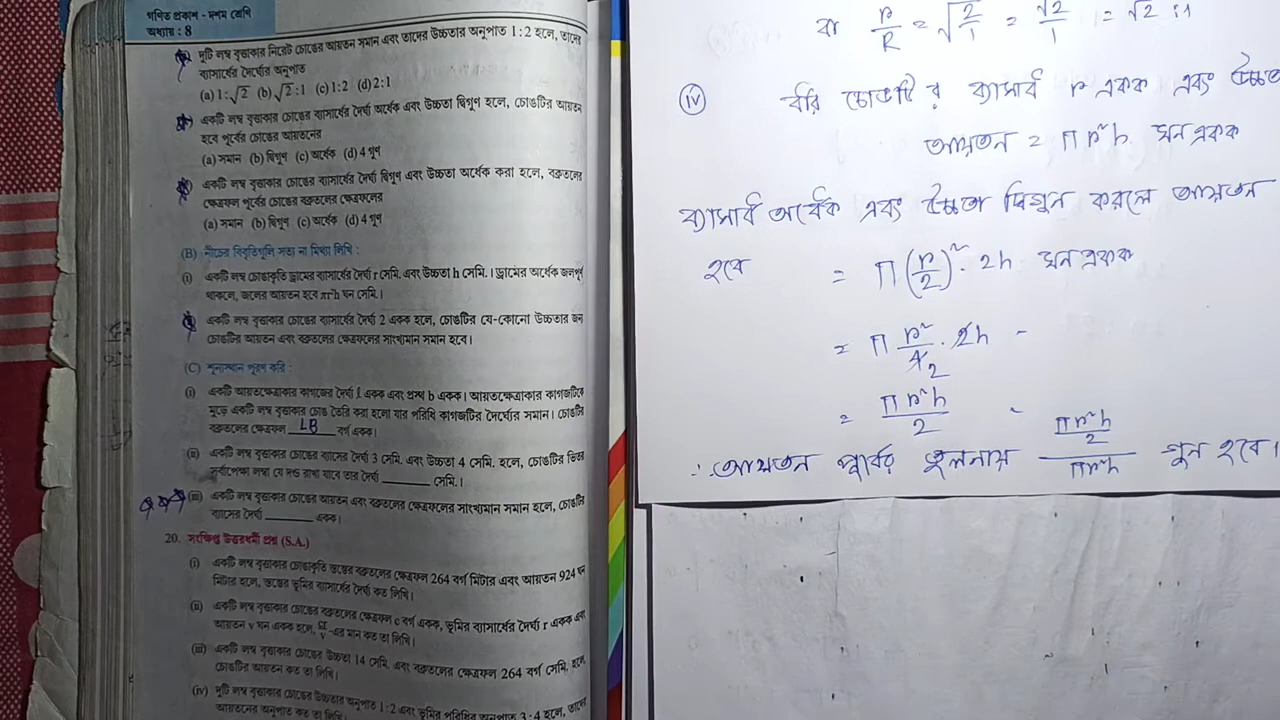 গণিত প্রকাশ - দশম শ্রেণি
অধ্যায় : 8
দুটি লম্ব বৃত্তাকার নিরেট চোঙের আয়তন সমান এবং তাদের উচ্চতার অনুপাত 1:2 হলে, তাদের
ব্যাসার্ধের দৈর্ঘ্যের অনুপাত
(a) 1:√2 (b) √2:1 (c) 1:2 (d) 2:1
একটি লম্ব বৃত্তাকার চোঙের ব্যাসার্ধের দৈর্ঘ্য অর্ধেক এবং উচ্চতা দ্বিগুণ হলে, চোঙটির আয়তন
হবে পূর্বের চোঙের আয়তনের
(a) সমান (b) দ্বিগুণ (c) অর্ধেক (d) 4 গুণ
একটি লম্ব বৃত্তাকার চোঙের ব্যাসার্ধের দৈর্ঘ্য দ্বিগুণ এবং উচ্চতা অর্ধেক করা হলে, বক্রতলের
ক্ষেত্রফল পূর্বের চোঙের বক্রতলের ক্ষেত্রফলের
(a) সমান (b) দ্বিগুণ (c) অর্ধেক (d) 4 গুণ
(B) নীচের বিবৃতিগুলি সত্য না মিথ্যা লিখি :
(i) একটি লম্ব চোঙাকৃতি ড্রামের ব্যাসার্ধের দৈর্ঘ্য r সেমি. এবং উচ্চতা h সেমি.। ড্রামের অর্ধেক জলপূর্ণ
থাকলে, জলের আয়তন হবে πr²h ঘন সেমি.।
একটি লম্ব বৃত্তাকার চোঙের ব্যাসার্ধের দৈর্ঘ্য 2 একক হলে, চোঙটির যে-কোনো উচ্চতার জন্য
চোঙটির আয়তন এবং বক্রতলের ক্ষেত্রফলের সাংখ্যমান সমান হবে।
(C) শূন্যস্থান পূরণ করি :
(i) একটি আয়তক্ষেত্রাকার কাগজের দৈর্ঘ্য l একক এবং প্রস্থ b একক। আয়তক্ষেত্রাকার কাগজটিকে
মুড়ে একটি লম্ব বৃত্তাকার চোঙ তৈরি করা হলো যার পরিধি কাগজটির দৈর্ঘ্যের সমান। চোঙটির
বক্রতলের ক্ষেত্রফল LB বর্গ একক।
(ii) একটি লম্ব বৃত্তাকার চোঙের ব্যাসের দৈর্ঘ্য 3 সেমি. এবং উচ্চতা 4 সেমি. হলে, চোঙটির ভিতর
সর্বাপেক্ষা লম্বা যে দণ্ড রাখা যাবে তার দৈর্ঘ্য ______ সেমি.।
(iii) একটি লম্ব বৃত্তাকার চোঙের আয়তন এবং বক্রতলের ক্ষেত্রফলের সাংখ্যমান সমান হলে, চোঙটির
ব্যাসের দৈর্ঘ্য ______ একক।
20. সংক্ষিপ্ত উত্তরধর্মী প্রশ্ন (S.A.)
(i) একটি লম্ব বৃত্তাকার চোঙাকৃতি স্তম্ভের বক্রতলের ক্ষেত্রফল 264 বর্গ মিটার এবং আয়তন 924 ঘন
মিটার হলে, স্তম্ভের ভূমির ব্যাসার্ধের দৈর্ঘ্য কত লিখি।
(ii) একটি লম্ব বৃত্তাকার চোঙের বক্রতলের ক্ষেত্রফল c বর্গ একক, ভূমির ব্যাসার্ধের দৈর্ঘ্য r একক এবং
আয়তন v ঘন একক হলে, cr/v -এর মান কত তা লিখি।
(iii) একটি লম্ব বৃত্তাকার চোঙের উচ্চতা 14 সেমি. এবং বক্রতলের ক্ষেত্রফল 264 বর্গ সেমি. হলে,
চোঙটির আয়তন কত তা লিখি।
(iv) দুটি লম্ব বৃত্তাকার চোঙের উচ্চতার অনুপাত 1:2 এবং ভূমির পরিধির অনুপাত 3:4 হলে, তাদের
আয়তনের অনুপাত কত তা লিখি।
বা r/R = √2/1 = √2/1 = √2 : 1
(iv) ধরি চোঙটির ব্যাসার্ধ r একক এবং উচ্চতা
আয়তন = πr²h ঘন একক
ব্যাসার্ধ অর্ধেক এবং উচ্চতা দ্বিগুন করলে আয়তন
হবে = π(r/2)². 2h ঘন একক
= π r²/4 2 . 2h -
= πr²h/2 -
∴ আয়তন পূর্বের তুলনায় πr²h/2/πr²h গুন হবে।